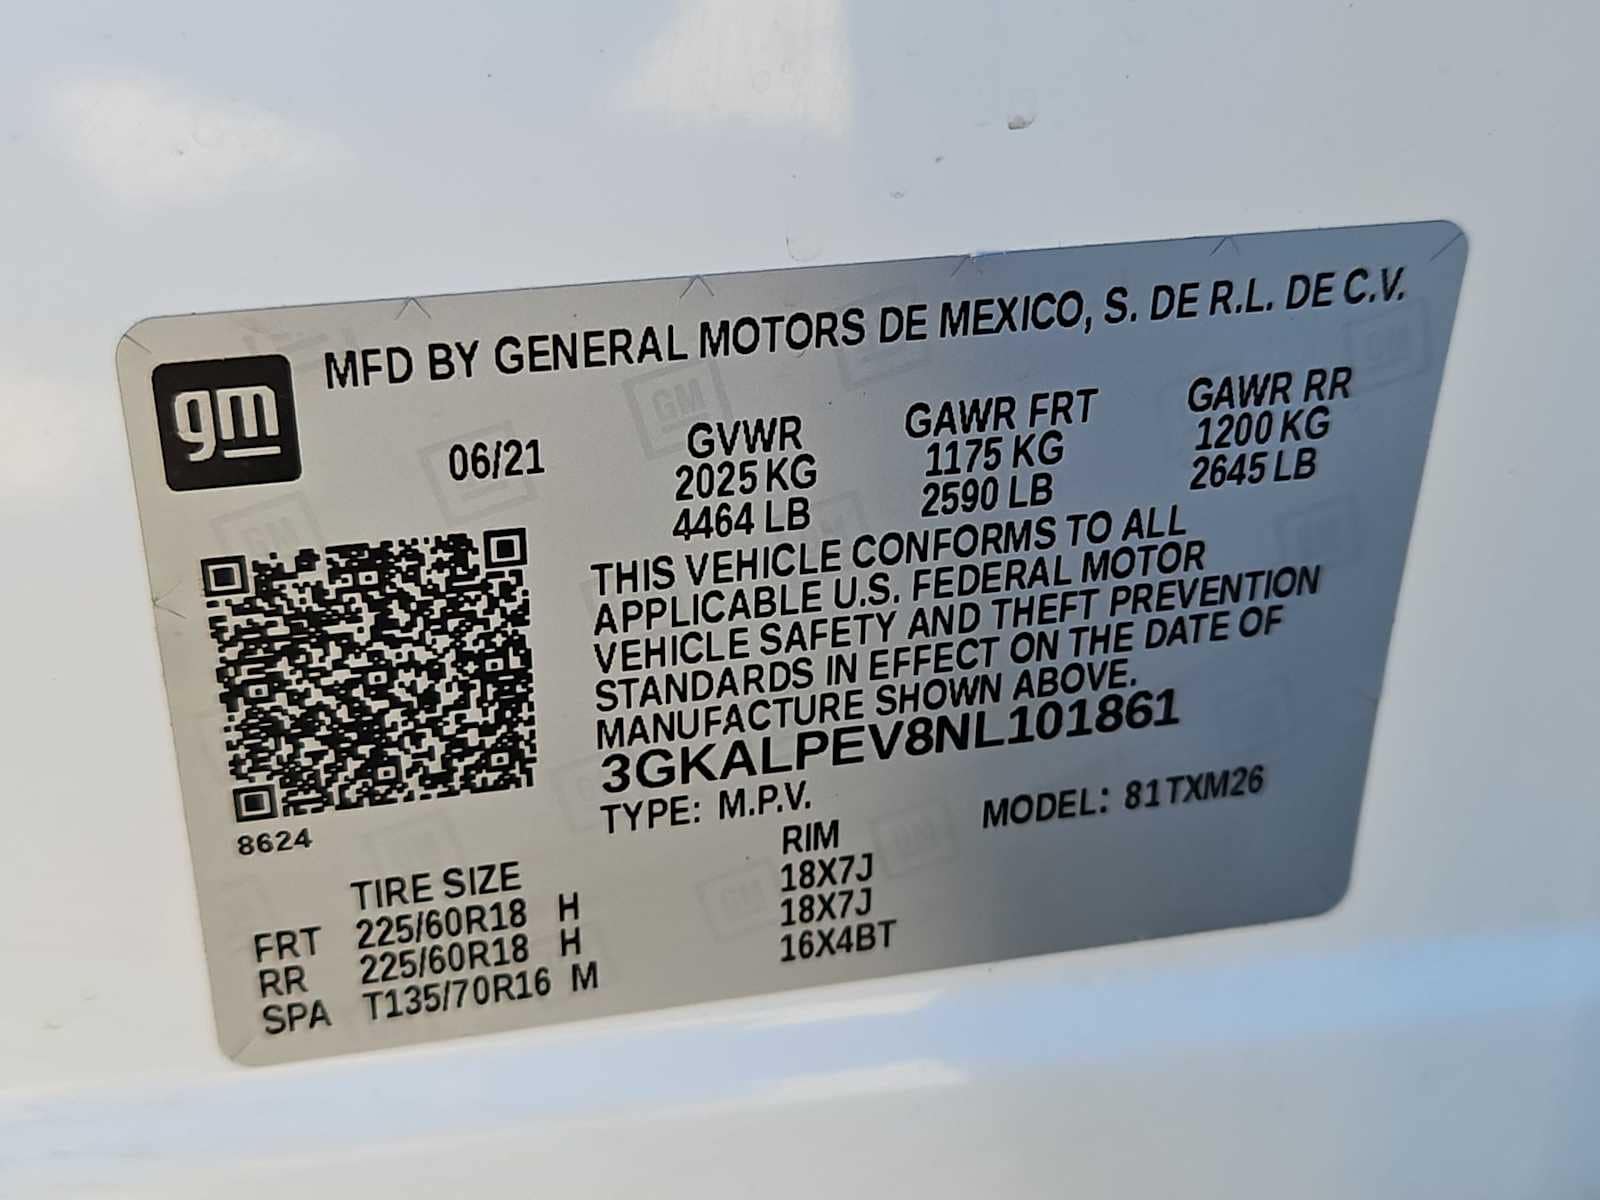 MFD BY GENERAL MOTORS DE MEXICO, S. DE R.L. DE C.V.
gm
06/21
GVWR
2025 KG
4464 LB
GAWR FRT
1175 KG
2590 LB
GAWR RR
1200 KG
2645 LB
THIS VEHICLE CONFORMS TO ALL
APPLICABLE U.S. FEDERAL MOTOR
VEHICLE SAFETY AND THEFT PREVENTION
STANDARDS IN EFFECT ON THE DATE OF
MANUFACTURE SHOWN ABOVE.
3GKALPEV8NL101861
TYPE: M.P.V. MODEL: 81TXM26
8624
TIRE SIZE RIM
FRT 225/60R18 H 18X7J
RR 225/60R18 H 18X7J
SPA T135/70R16 M 16X4BT